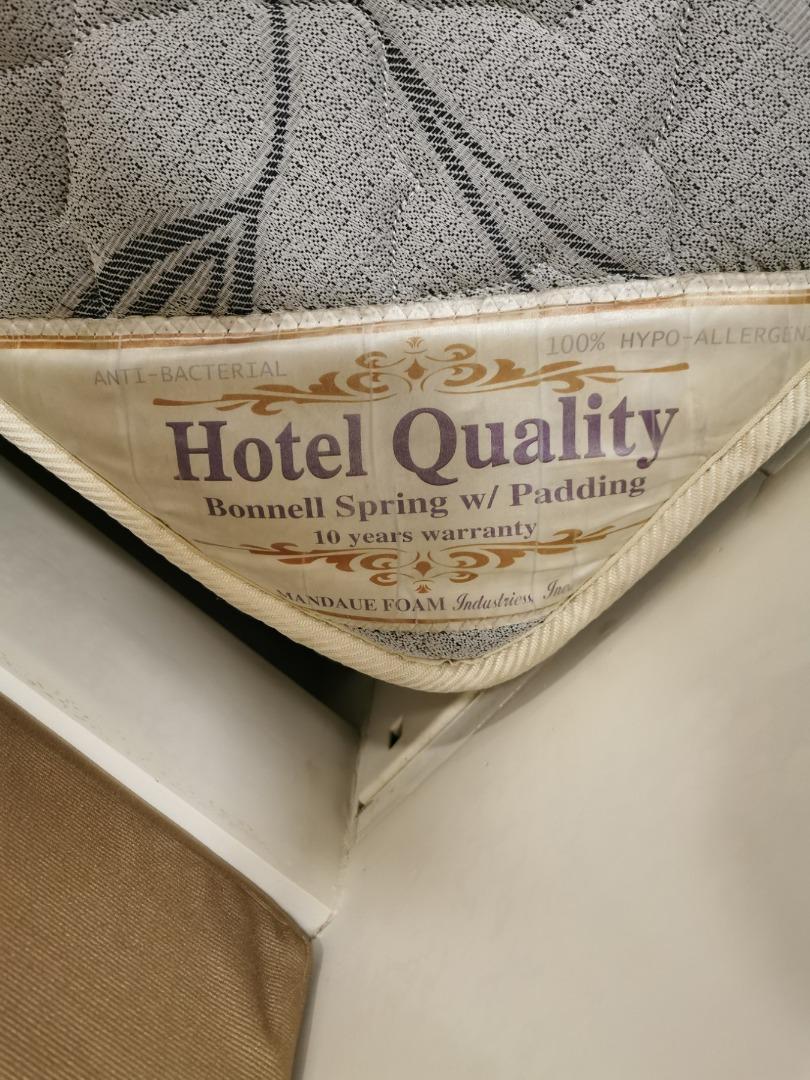 ANTI-BACTERIAL
100% HYPO-ALLERGEN
Hotel Quality
Bonnell Spring w/ Padding
10 years warranty
MANDAUE FOAM Industries, Inc.